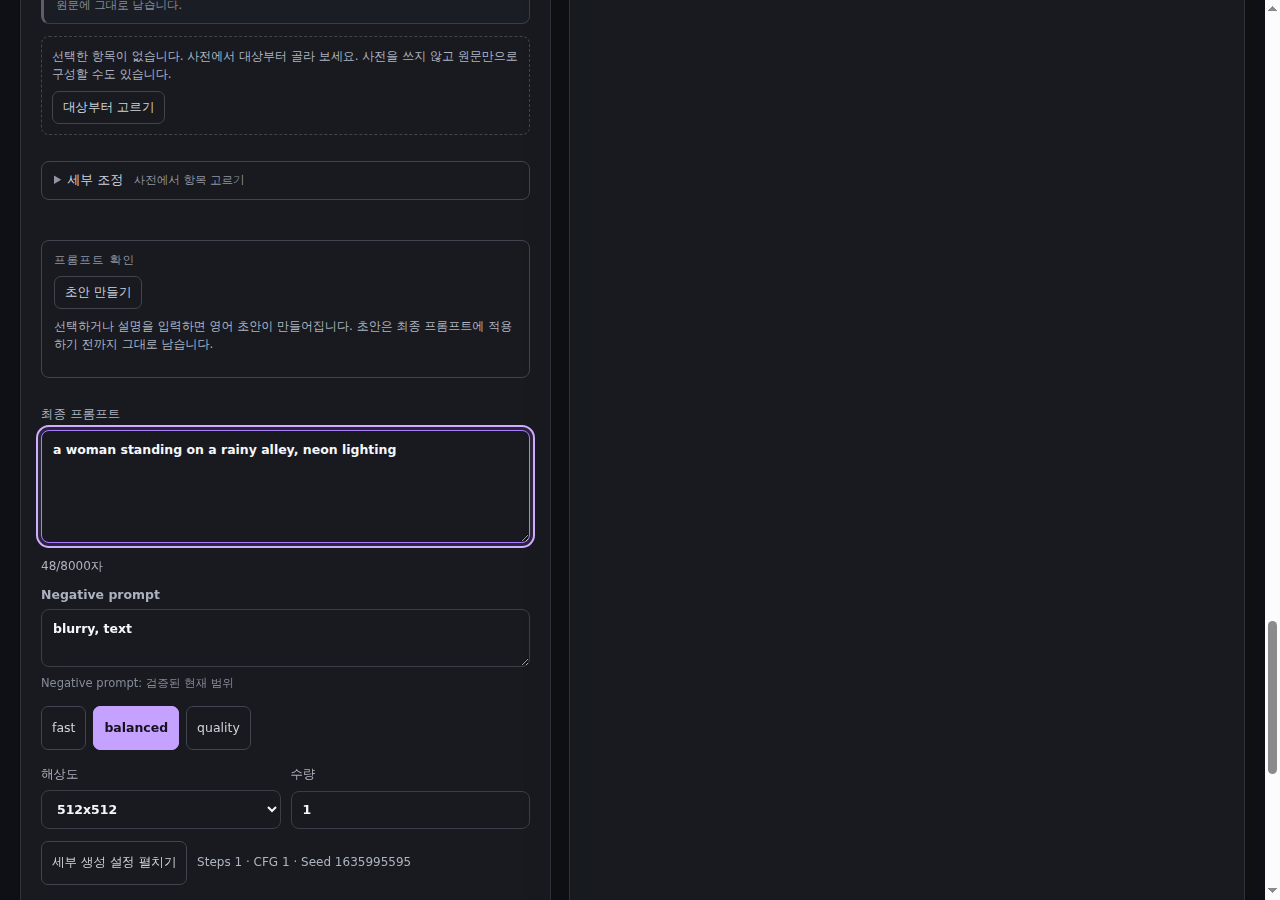 원문에 그대로 남습니다.
선택한 항목이 없습니다. 사전에서 대상부터 골라 보세요. 사전을 쓰지 않고 원문만으로
구성할 수도 있습니다.
대상부터 고르기
세부 조정 사전에서 항목 고르기
프롬프트 확인
초안 만들기
선택하거나 설명을 입력하면 영어 초안이 만들어집니다. 초안은 최종 프롬프트에 적용
하기 전까지 그대로 남습니다.
최종 프롬프트
a woman standing on a rainy alley, neon lighting
48/8000자
Negative prompt
blurry, text
Negative prompt: 검증된 현재 범위
fast balanced quality
해상도 수량
512x512 1
세부 생성 설정 펼치기 Steps 1 · CFG 1 · Seed 1635995595